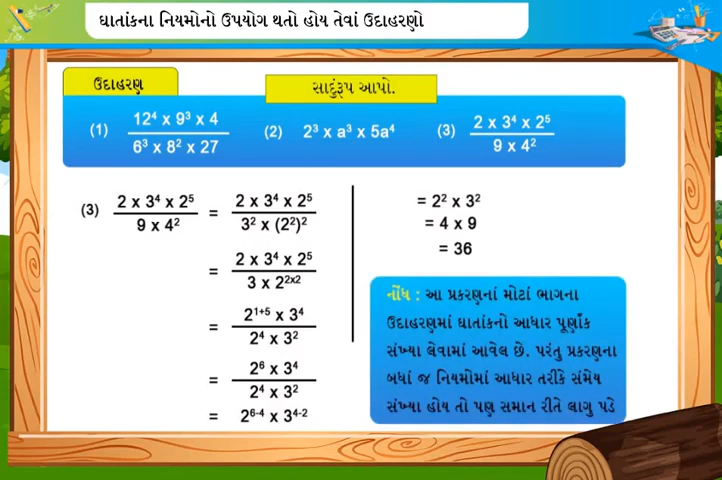 ઘાતાંકના નિયમોનો ઉપયોગ થતો હોય તેવાં ઉદાહરણો
ઉદાહરણ
સાદુંરૂપ આપો.
(1) (12⁴ x 9³ x 4) / (6³ x 8² x 27) (2) 2³ x a³ x 5a⁴ (3) (2 x 3⁴ x 2⁵) / (9 x 4²)
(3) (2 x 3⁴ x 2⁵) / (9 x 4²) = (2 x 3⁴ x 2⁵) / (3² x (2²)²)
= (2 x 3⁴ x 2⁵) / (3 x 2²ˣ²)
= (2¹⁺⁵ x 3⁴) / (2⁴ x 3²)
= (2⁶ x 3⁴) / (2⁴ x 3²)
= 2⁶⁻⁴ x 3⁴⁻²
= 2² x 3²
= 4 x 9
= 36
નોંધ : આ પ્રકરણનાં મોટાં ભાગના
ઉદાહરણમાં ઘાતાંકનો આધાર પૂર્ણાંક
સંખ્યા લેવામાં આવેલ છે. પરંતુ પ્રકરણના
બધાં જ નિયમોમાં આધાર તરીકે સંમેય
સંખ્યા હોય તો પણ સમાન રીતે લાગુ પડે